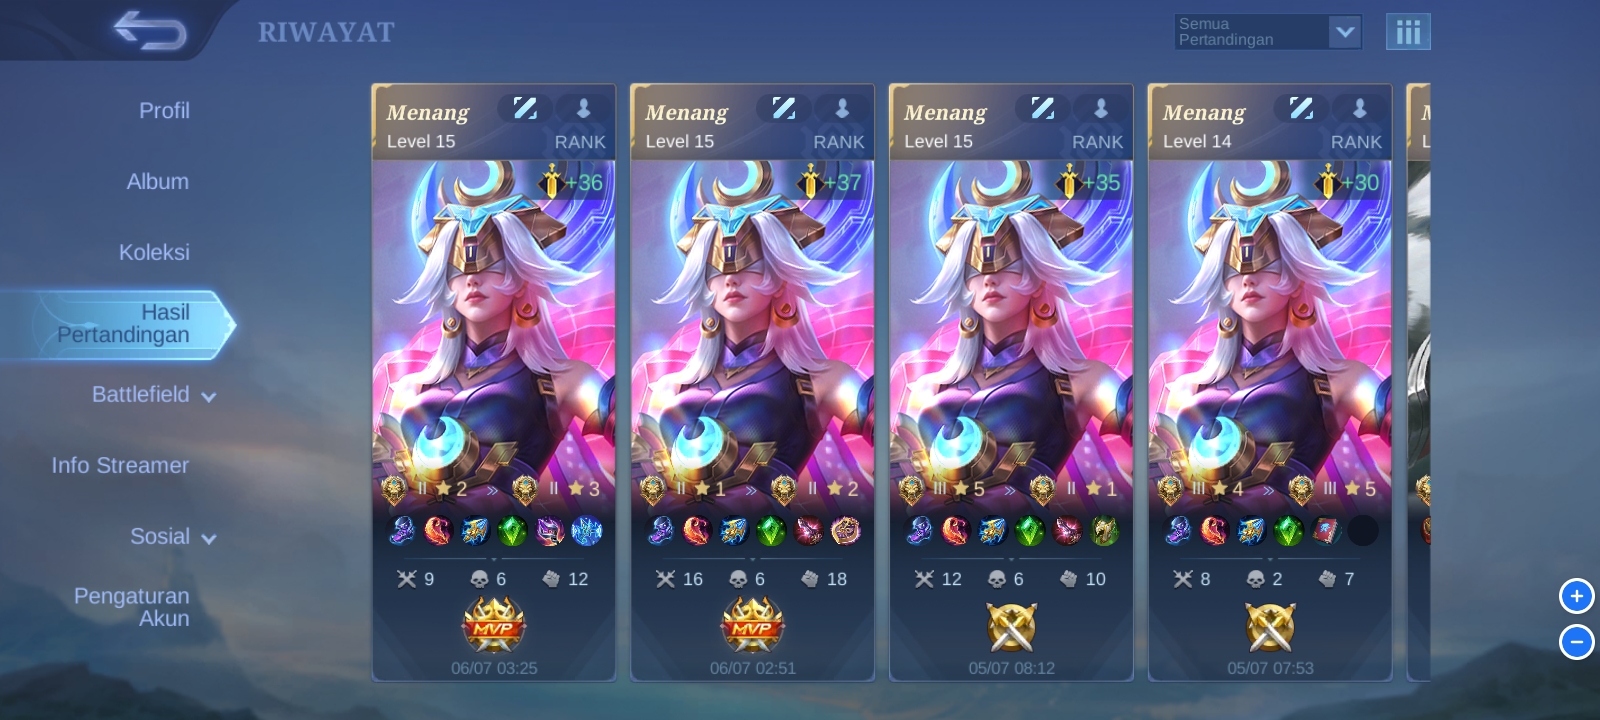 RIWAYAT
Semua
Pertandingan
Profil
Album
Koleksi
Hasil
Pertandingan
Battlefield
Info Streamer
Sosial
Pengaturan
Akun
Menang
Level 15
RANK
+36
II 2 » II 3
9 6 12
MVP
06/07 03:25
Menang
Level 15
RANK
+37
II 1 » II 2
16 6 18
MVP
06/07 02:51
Menang
Level 15
RANK
+35
III 5 » II 1
12 6 10
05/07 08:12
Menang
Level 14
RANK
+30
III 4 » III 5
8 2 7
05/07 07:53